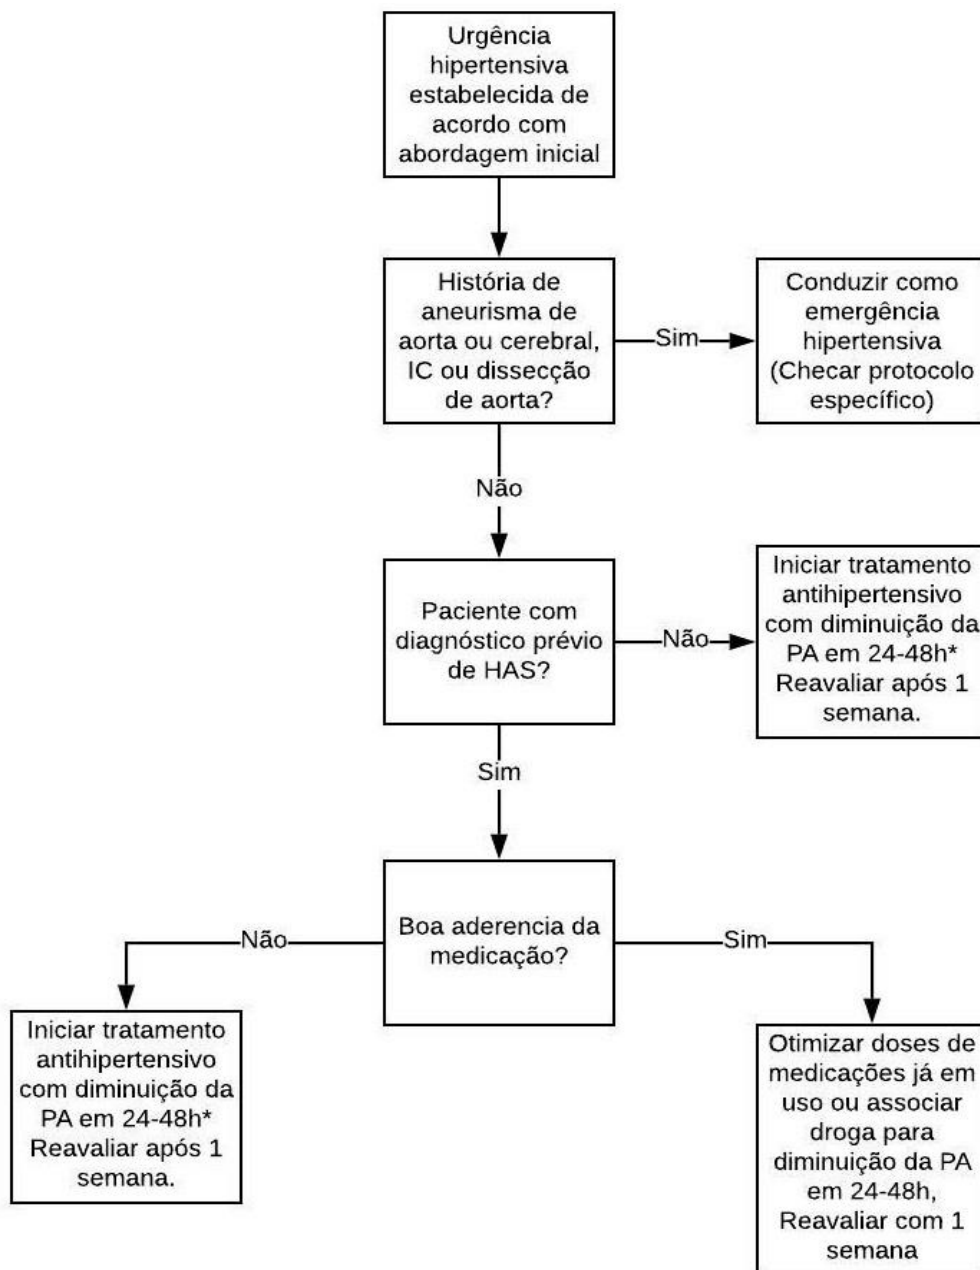 Urgência
hipertensiva
estabelecida de
acordo com
abordagem inicial
História de
aneurisma de
aorta ou cerebral,
IC ou dissecção
de aorta?
Sim
Conduzir como
emergência
hipertensiva
(Checar protocolo
específico)
Não
Paciente com
diagnóstico prévio
de HAS?
Não
Iniciar tratamento
antihipertensivo
com diminuição da
PA em 24-48h*
Reavaliar após 1
semana.
Sim
Boa aderencia da
medicação?
Não
Iniciar tratamento
antihipertensivo
com diminuição da
PA em 24-48h*
Reavaliar após 1
semana.
Sim
Otimizar doses de
medicações já em
uso ou associar
droga para
diminuição da PA
em 24-48h,
Reavaliar com 1
semana